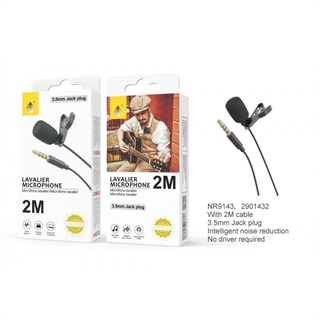 3.5mm Jack plug
LAVALIER
MICROPHONE
2M
LAVALIER
MICROPHONE
2M
3.5mm Jack plug
NR9143, 2901432
With 2M cable
3.5mm Jack plug
Intelligent noise reduction
No driver required